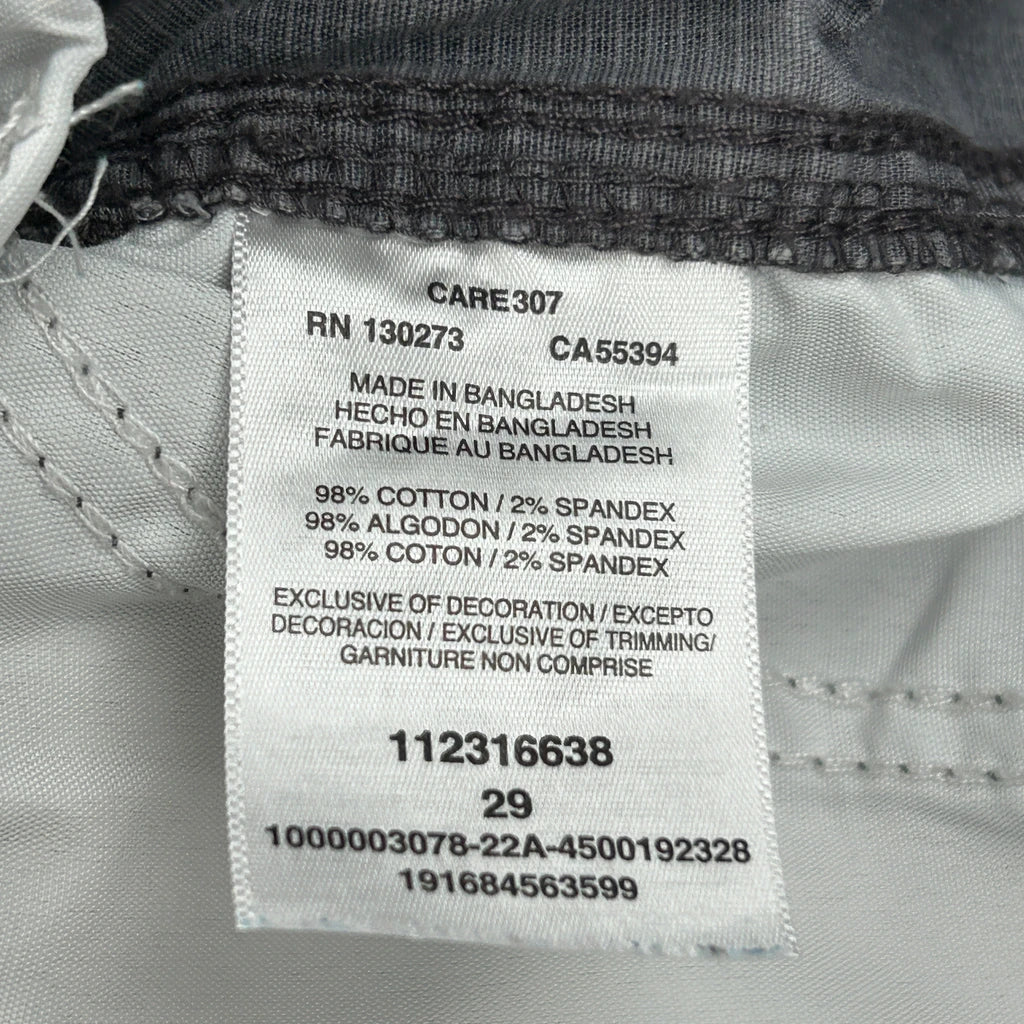 CARE307
RN 130273 CA55394
MADE IN BANGLADESH
HECHO EN BANGLADESH
FABRIQUE AU BANGLADESH
98% COTTON / 2% SPANDEX
98% ALGODON / 2% SPANDEX
98% COTON / 2% SPANDEX
EXCLUSIVE OF DECORATION / EXCEPTO
DECORACION / EXCLUSIVE OF TRIMMING/
GARNITURE NON COMPRISE
112316638
29
1000003078-22A-4500192328
191684563599